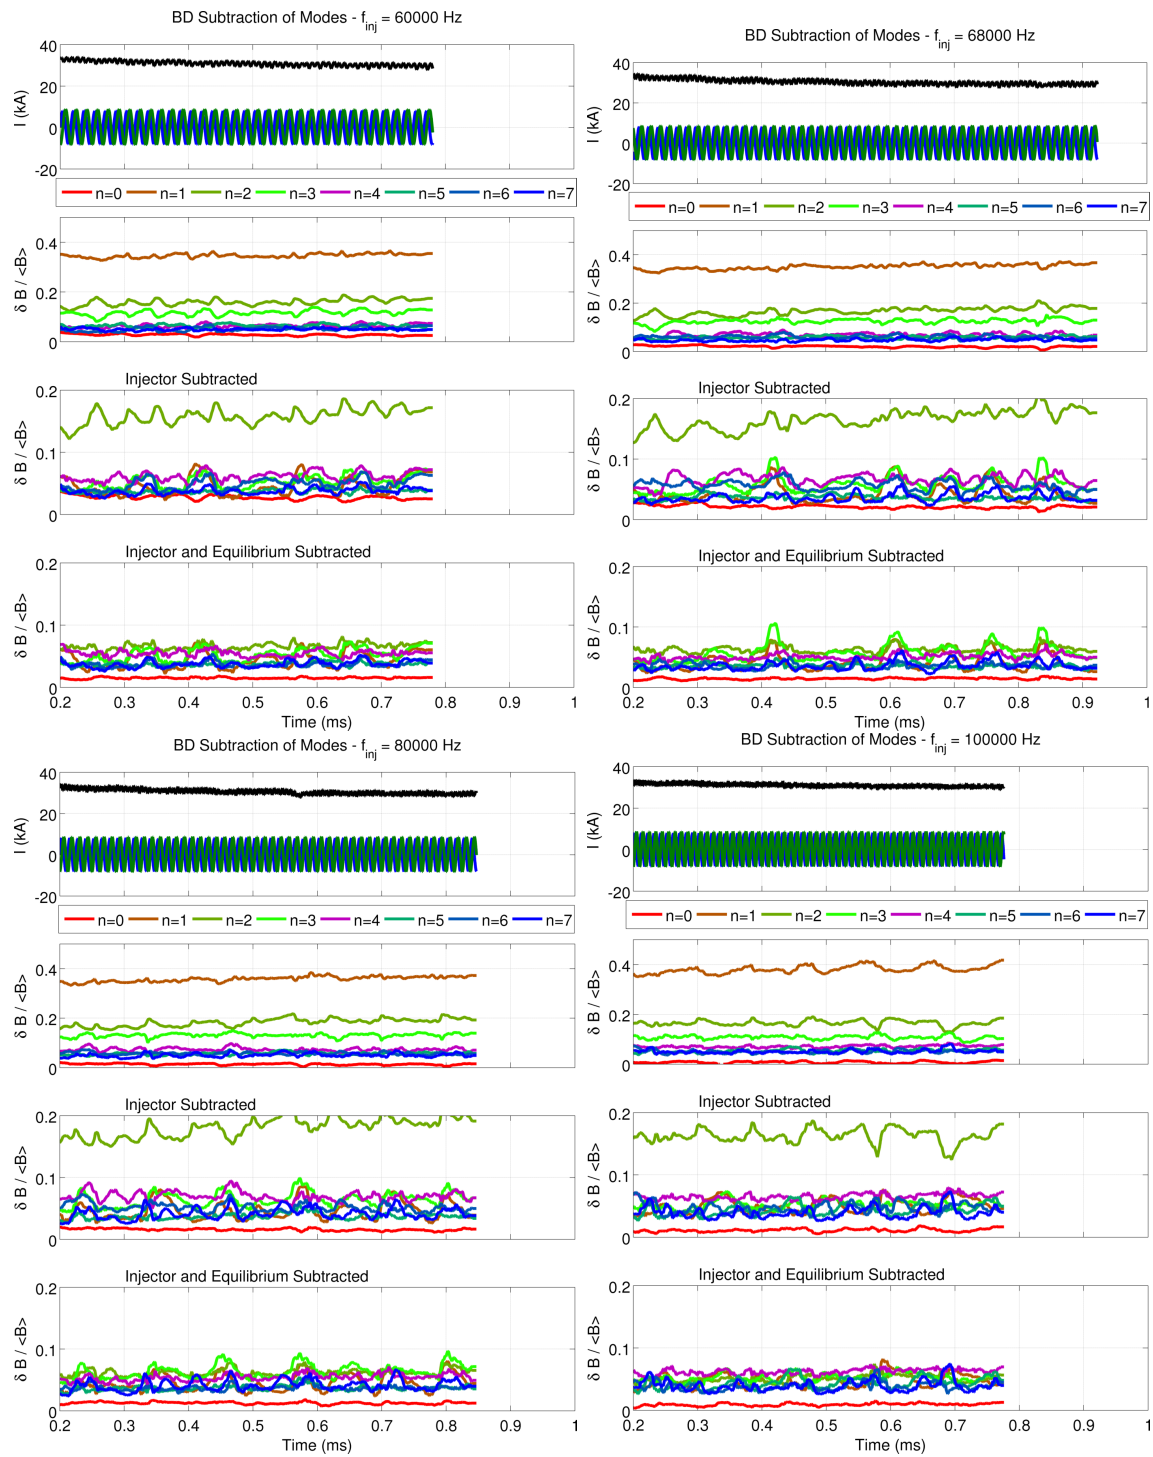 BD Subtraction of Modes - f_inj = 60000 Hz
40
20
0
-20
I (kA)
n=0 n=1 n=2 n=3 n=4 n=5 n=6 n=7
0.4
0.2
0
δ B / <B>
Injector Subtracted
0.2
0.1
0
δ B / <B>
Injector and Equilibrium Subtracted
0.2
0.1
0
δ B / <B>
0.2 0.3 0.4 0.5 0.6 0.7 0.8 0.9 1
Time (ms)
BD Subtraction of Modes - f_inj = 68000 Hz
40
20
0
-20
I (kA)
n=0 n=1 n=2 n=3 n=4 n=5 n=6 n=7
0.4
0.2
0
δ B / <B>
Injector Subtracted
0.2
0.1
0
δ B / <B>
Injector and Equilibrium Subtracted
0.2
0.1
0
δ B / <B>
0.2 0.3 0.4 0.5 0.6 0.7 0.8 0.9 1
Time (ms)
BD Subtraction of Modes - f_inj = 80000 Hz
40
20
0
-20
I (kA)
n=0 n=1 n=2 n=3 n=4 n=5 n=6 n=7
0.4
0.2
0
δ B / <B>
Injector Subtracted
0.2
0.1
0
δ B / <B>
Injector and Equilibrium Subtracted
0.2
0.1
0
δ B / <B>
0.2 0.3 0.4 0.5 0.6 0.7 0.8 0.9 1
Time (ms)
BD Subtraction of Modes - f_inj = 100000 Hz
40
20
0
-20
I (kA)
n=0 n=1 n=2 n=3 n=4 n=5 n=6 n=7
0.4
0.2
0
δ B / <B>
Injector Subtracted
0.2
0.1
0
δ B / <B>
Injector and Equilibrium Subtracted
0.2
0.1
0
δ B / <B>
0.2 0.3 0.4 0.5 0.6 0.7 0.8 0.9 1
Time (ms)